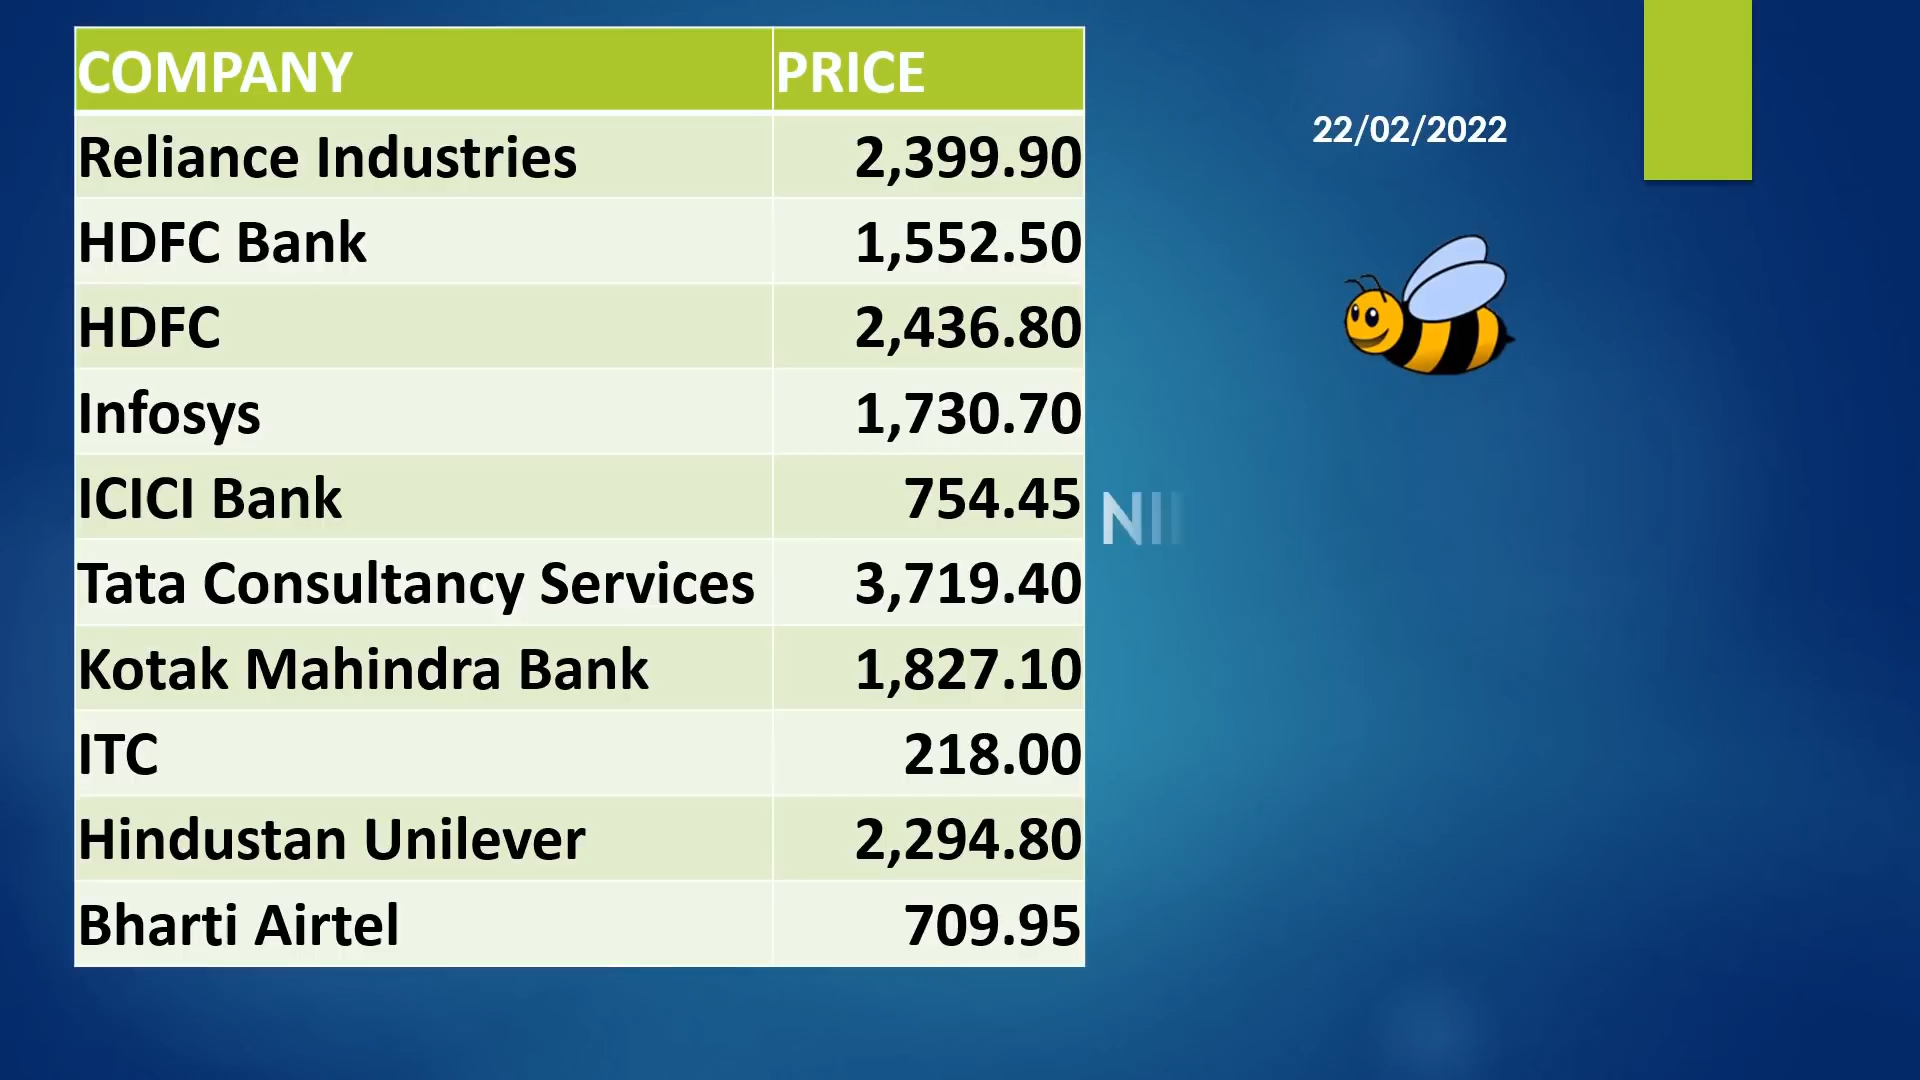 COMPANY PRICE
Reliance Industries 2,399.90
HDFC Bank 1,552.50
HDFC 2,436.80
Infosys 1,730.70
ICICI Bank 754.45
Tata Consultancy Services 3,719.40
Kotak Mahindra Bank 1,827.10
ITC 218.00
Hindustan Unilever 2,294.80
Bharti Airtel 709.95
22/02/2022